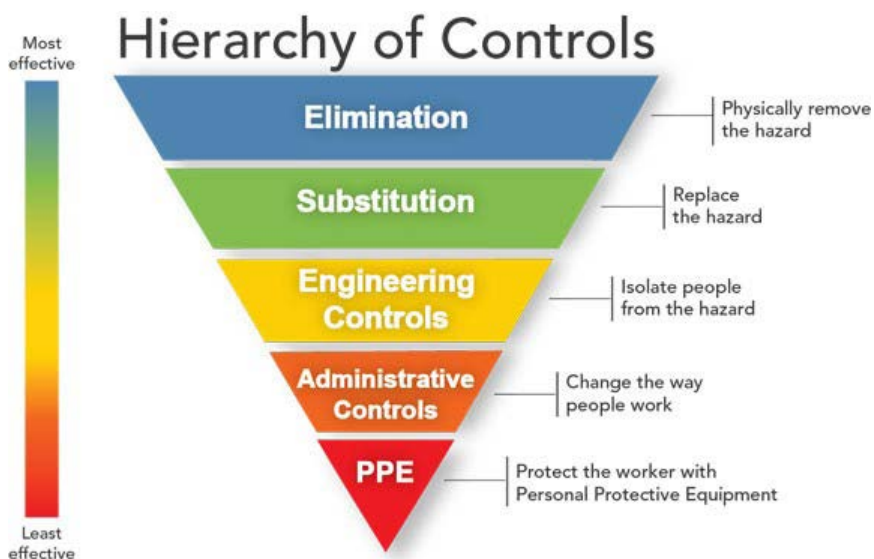 Hierarchy of Controls
Most
effective
Elimination
Physically remove
the hazard
Substitution
Replace
the hazard
Engineering
Controls
Isolate people
from the hazard
Administrative
Controls
Change the way
people work
PPE
Protect the worker with
Personal Protective Equipment
Least
effective